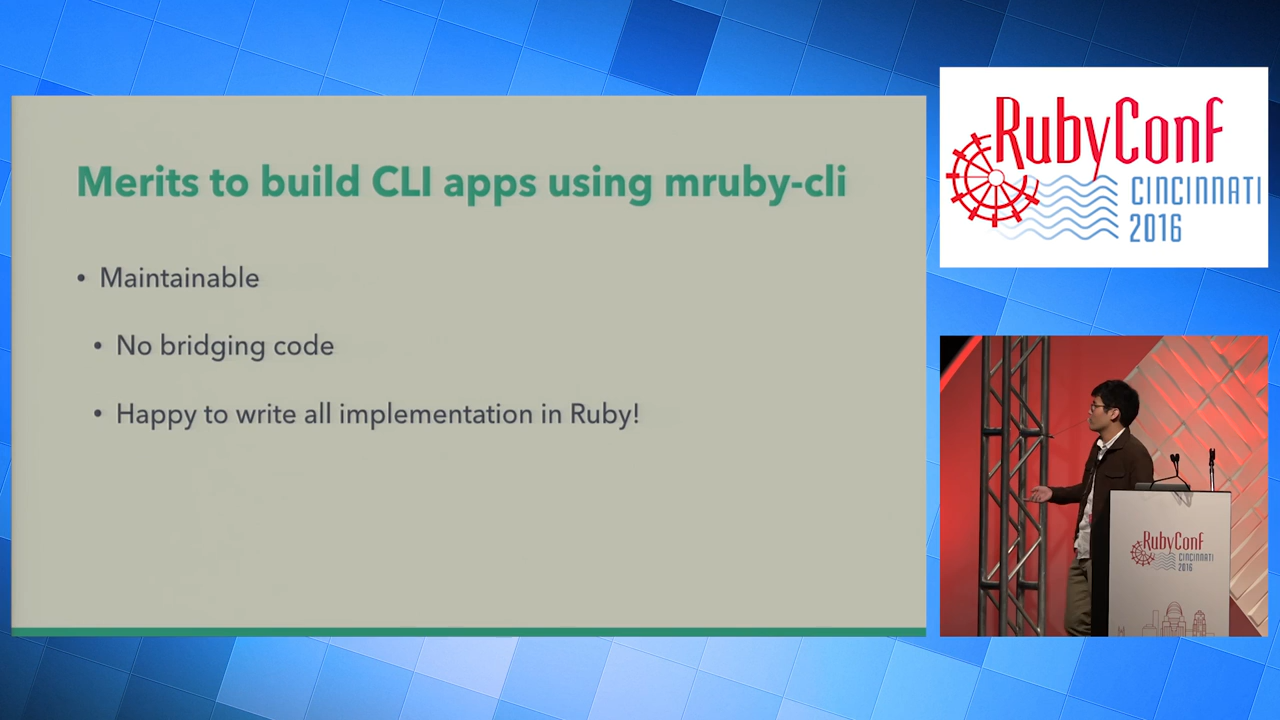 Merits to build CLI apps using mruby-cli
• Maintainable
• No bridging code
• Happy to write all implementation in Ruby!
RubyConf
CINCINNATI
2016
RubyConf
CINCINNATI
2016